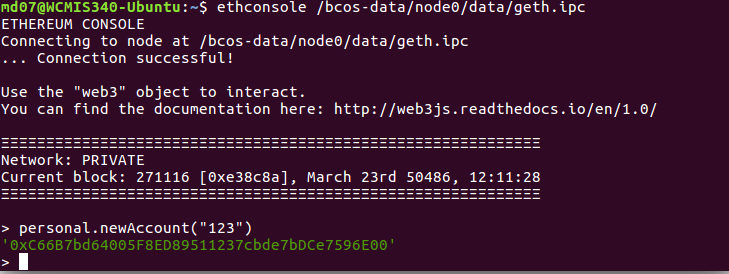 md07@WCMIS340-Ubuntu:~$ ethconsole /bcos-data/node0/data/geth.ipc
ETHEREUM CONSOLE
Connecting to node at /bcos-data/node0/data/geth.ipc
... Connection successful!
Use the "web3" object to interact.
You can find the documentation here: http://web3js.readthedocs.io/en/1.0/
ΞΞΞΞΞΞΞΞΞΞΞΞΞΞΞΞΞΞΞΞΞΞΞΞΞΞΞΞΞΞΞΞΞΞΞΞΞΞΞΞΞΞΞΞΞΞΞΞΞΞΞΞΞΞΞΞΞΞΞΞ
Network: PRIVATE
Current block: 271116 [0xe38c8a], March 23rd 50486, 12:11:28
ΞΞΞΞΞΞΞΞΞΞΞΞΞΞΞΞΞΞΞΞΞΞΞΞΞΞΞΞΞΞΞΞΞΞΞΞΞΞΞΞΞΞΞΞΞΞΞΞΞΞΞΞΞΞΞΞΞΞΞΞ
> personal.newAccount("123")
'0xC66B7bd64005F8ED89511237cbde7bDCe7596E00'
>